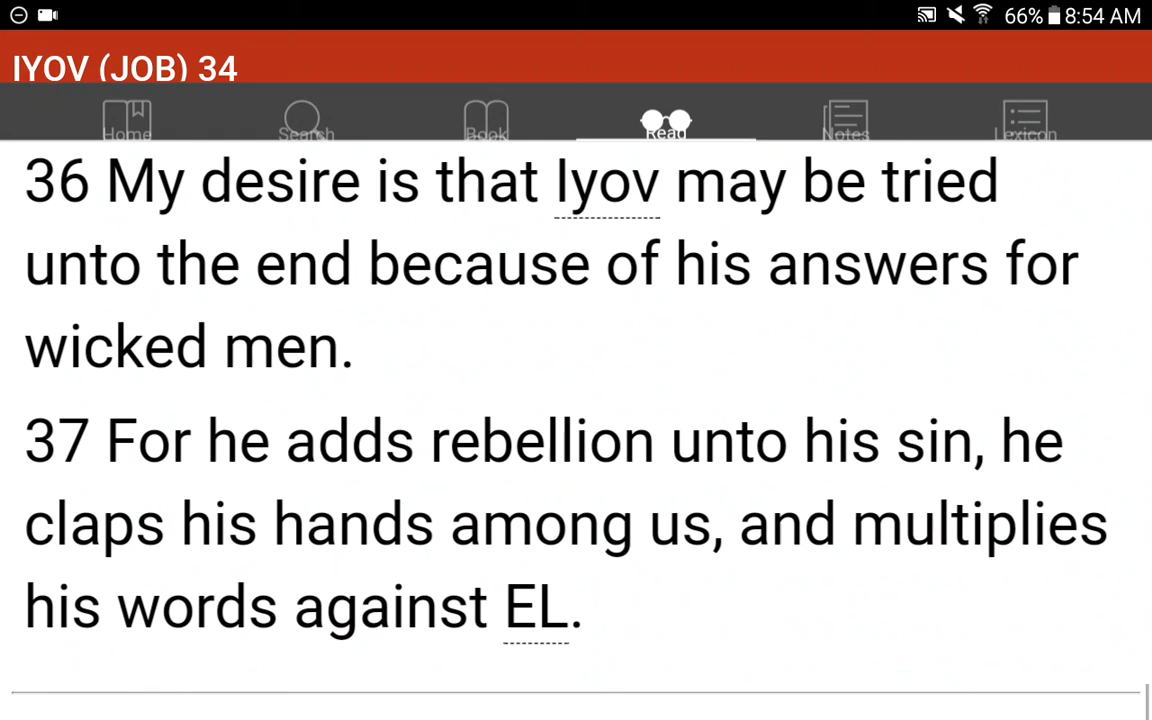 66% 8:54 AM
IYOV (JOB) 34
Home Search Book Read Notes Lexicon
36 My desire is that Iyov may be tried
unto the end because of his answers for
wicked men.
37 For he adds rebellion unto his sin, he
claps his hands among us, and multiplies
his words against EL.